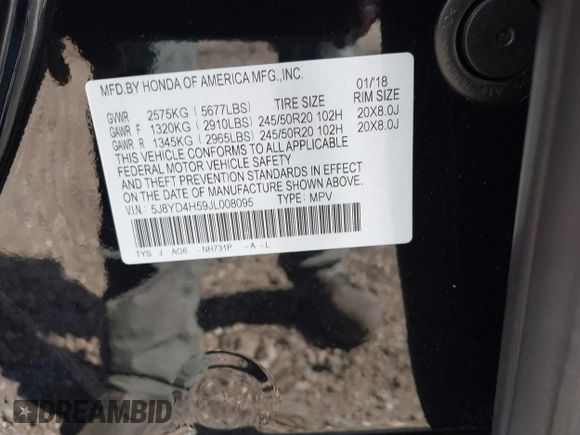 MFD.BY HONDA OF AMERICA MFG.,INC. 01/18
GVWR 2575KG ( 5677LBS) TIRE SIZE RIM SIZE
GAWR F 1320KG ( 2910LBS) 245/50R20 102H 20X8.0J
GAWR R 1345KG ( 2965LBS) 245/50R20 102H 20X8.0J
THIS VEHICLE CONFORMS TO ALL APPLICABLE
FEDERAL MOTOR VEHICLE SAFETY
AND THEFT PREVENTION STANDARDS IN EFFECT
ON THE DATE OF MANUFACTURE SHOWN ABOVE.
V.I.N: 5J8YD4H59JL008095 TYPE: MPV
TYS J AG6 - NH731P - A - L
DREAMBID